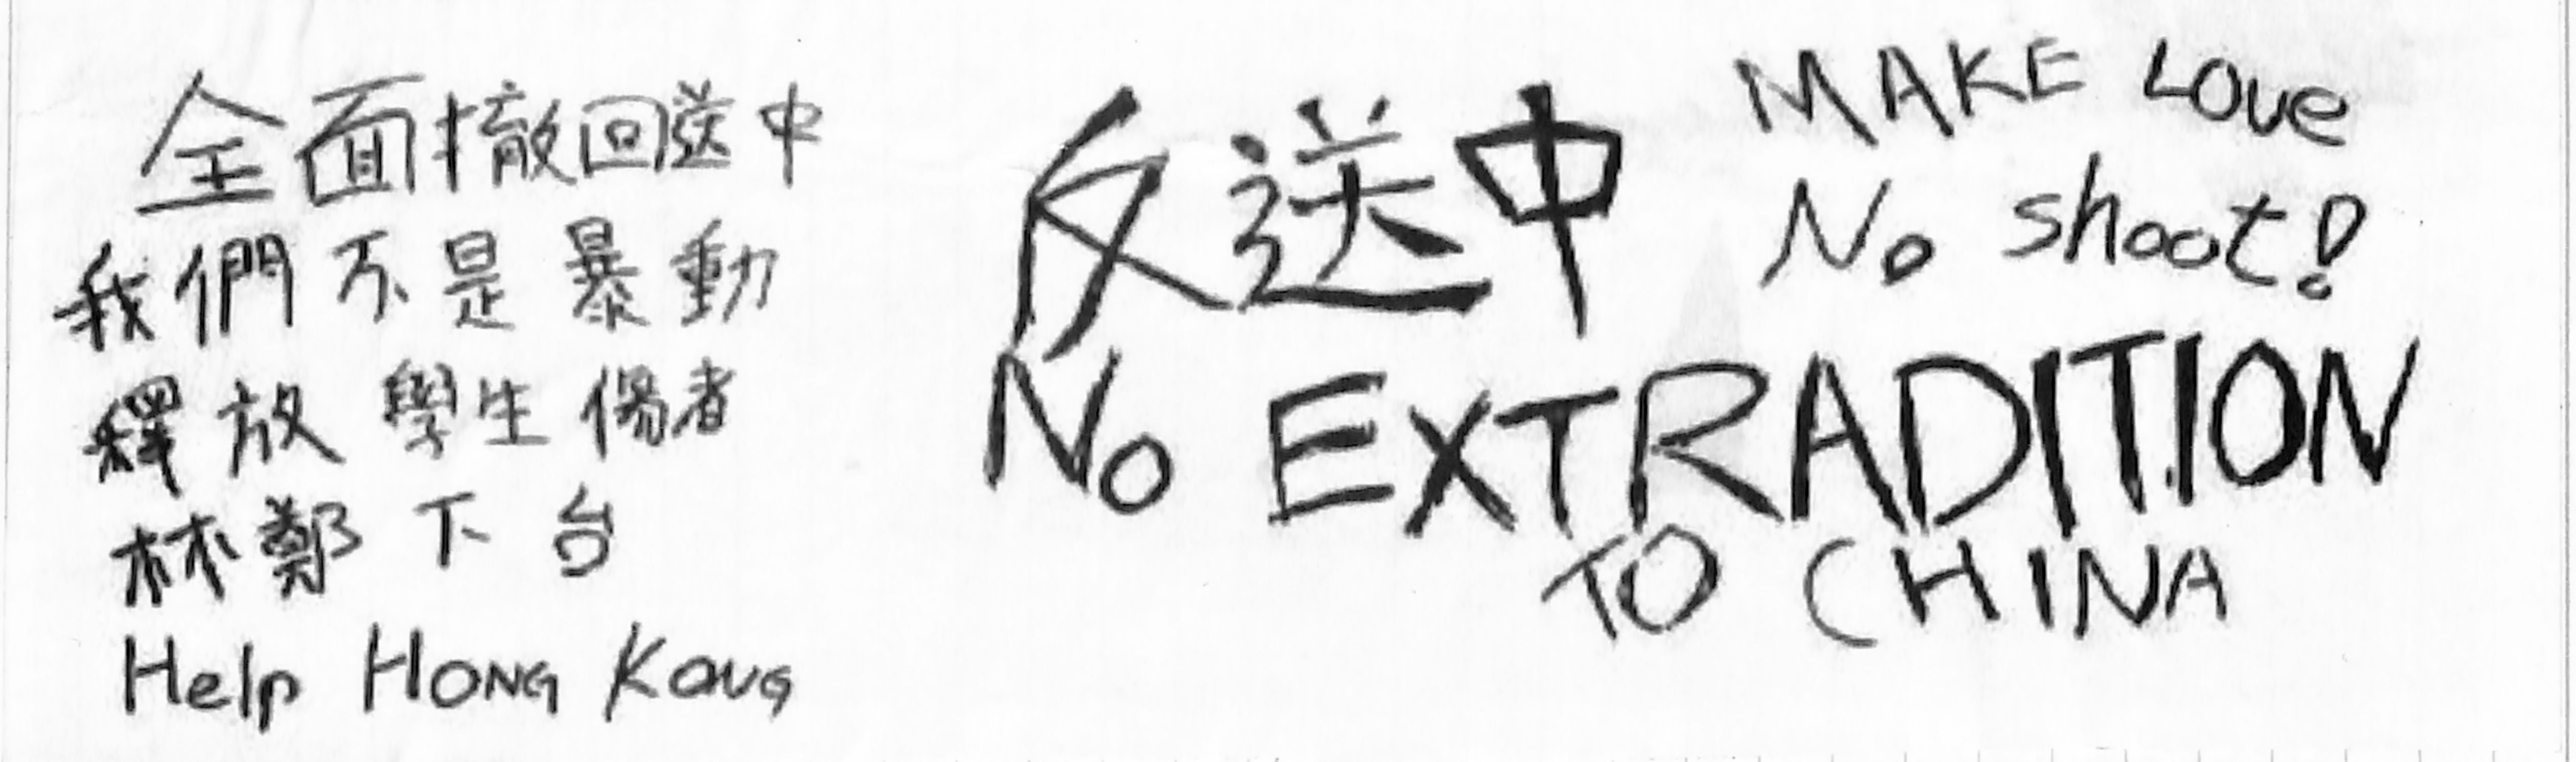 全面撤回送中
我們不是暴動
釋放學生傷者
林鄭下台
Help HONG KONG
反送中
MAKE Love
No shoot!
No EXTRADITION
TO CHINA